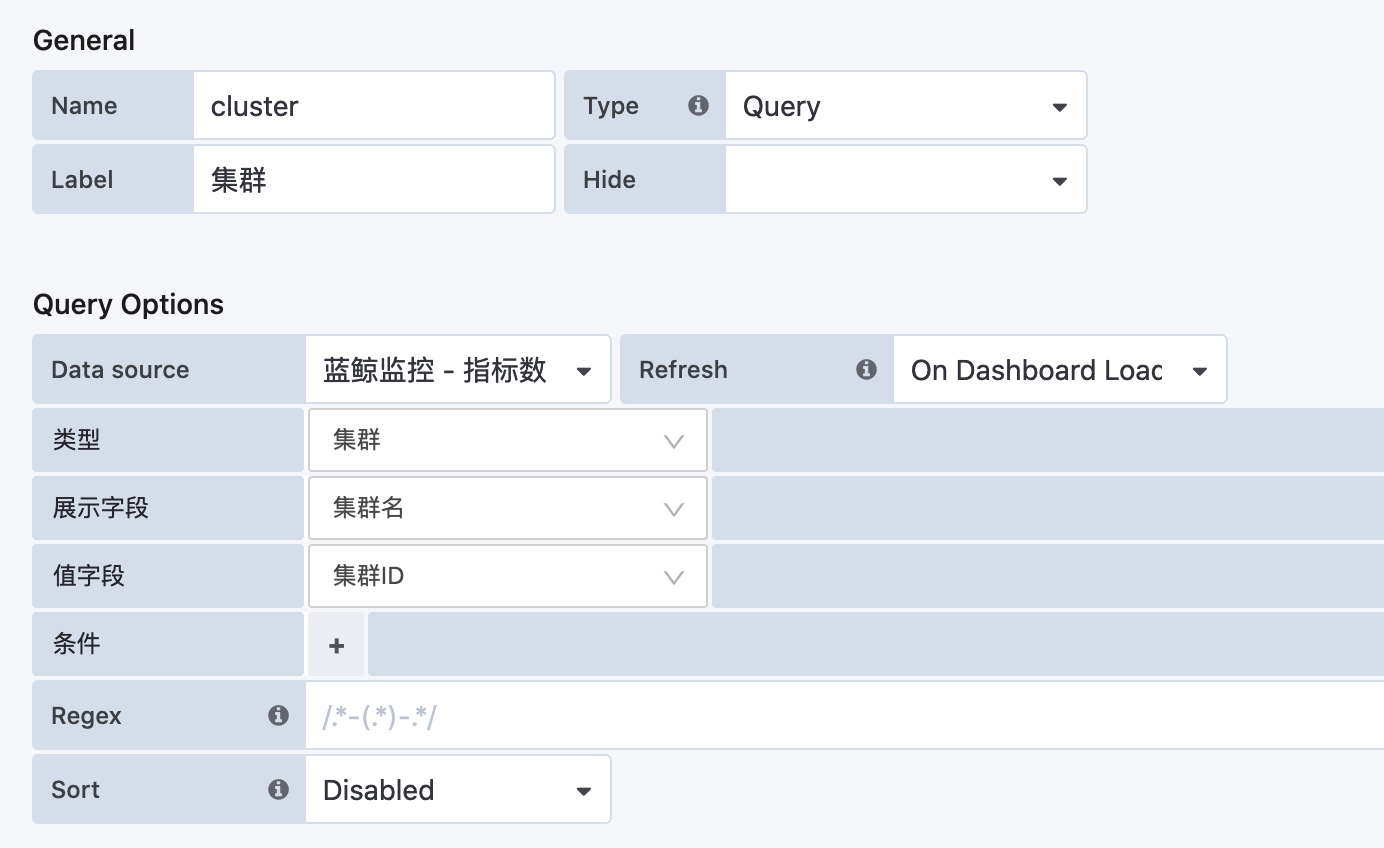 General
Name cluster Type Query
Label 集群 Hide
Query Options
Data source 蓝鲸监控 - 指标数 Refresh On Dashboard Load
类型 集群
展示字段 集群名
值字段 集群ID
条件 +
Regex /.*-(.*)-.*/
Sort Disabled